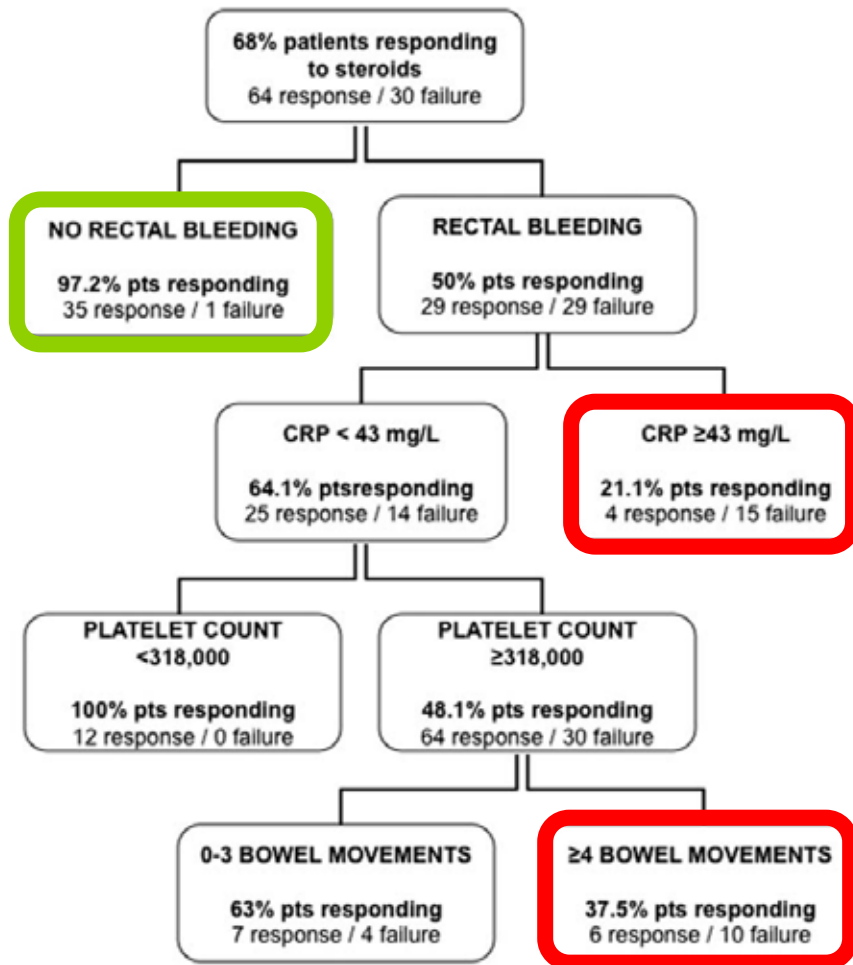 68% patients responding
to steroids
64 response / 30 failure
NO RECTAL BLEEDING
97.2% pts responding
35 response / 1 failure
RECTAL BLEEDING
50% pts responding
29 response / 29 failure
CRP < 43 mg/L
64.1% ptsresponding
25 response / 14 failure
CRP ≥43 mg/L
21.1% pts responding
4 response / 15 failure
PLATELET COUNT
<318,000
100% pts responding
12 response / 0 failure
PLATELET COUNT
≥318,000
48.1% pts responding
64 response / 30 failure
0-3 BOWEL MOVEMENTS
63% pts responding
7 response / 4 failure
≥4 BOWEL MOVEMENTS
37.5% pts responding
6 response / 10 failure